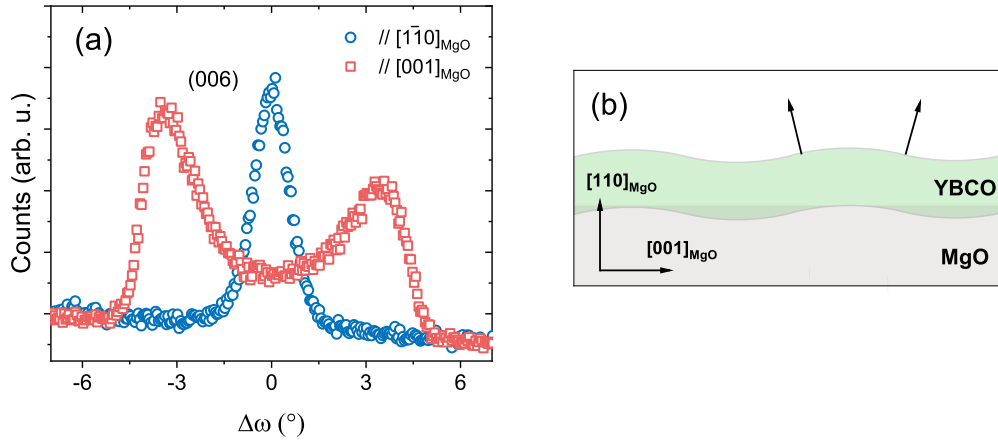 (a)
// [11̅0]MgO
// [001]MgO
(006)
Counts (arb. u.)
-6 -3 0 3 6
Δω (°)
(b)
[110]MgO
YBCO
[001]MgO
MgO